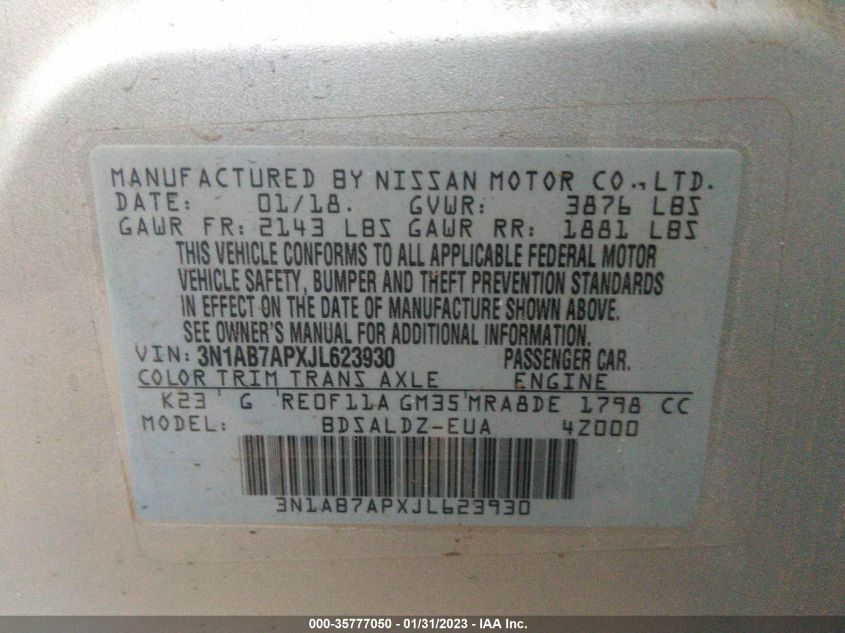 MANUFACTURED BY NISSAN MOTOR CO., LTD.
DATE: 01/18. GVWR: 3876 LBS
GAWR FR: 2143 LBS GAWR RR: 1881 LBS
THIS VEHICLE CONFORMS TO ALL APPLICABLE FEDERAL MOTOR
VEHICLE SAFETY, BUMPER AND THEFT PREVENTION STANDARDS
IN EFFECT ON THE DATE OF MANUFACTURE SHOWN ABOVE.
SEE OWNER'S MANUAL FOR ADDITIONAL INFORMATION.
VIN: 3N1AB7APXJL623930 PASSENGER CAR.
COLOR TRIM TRANS AXLE ENGINE
K23 G RE0F11A GM35 MRA8DE 1798 CC
MODEL: BDSALDZ-EUA 4Z000
3N1AB7APXJL623930
000-35777050 - 01/31/2023 - IAA Inc.